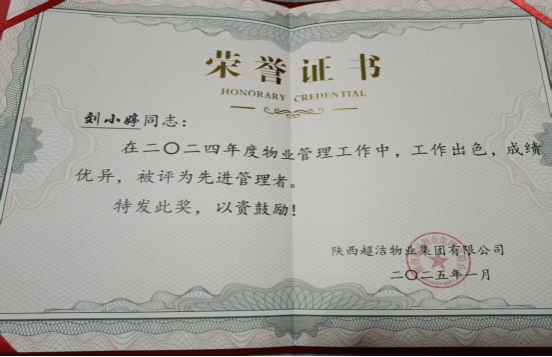 荣誉证书
HONORARY CREDENTIAL
刘小婷同志：
在二〇二四年度物业管理工作中，工作出色，成绩
优异，被评为先进管理者。
特发此奖，以资鼓励！
陕西超洁物业集团有限公司
二〇二五年一月